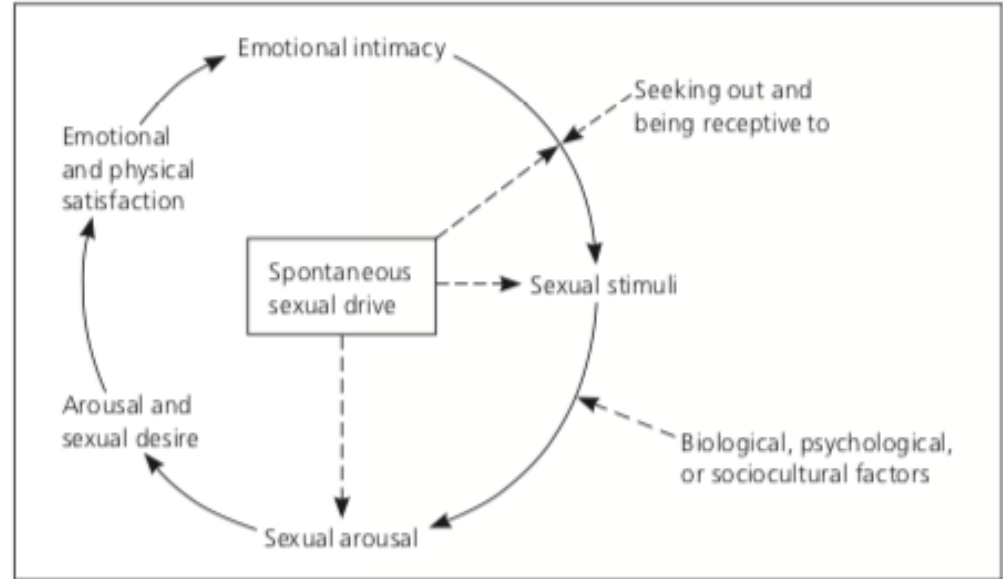 Emotional intimacy
Seeking out and
being receptive to
Emotional
and physical
satisfaction
Spontaneous
sexual drive
Sexual stimuli
Arousal and
sexual desire
Biological, psychological,
or sociocultural factors
Sexual arousal